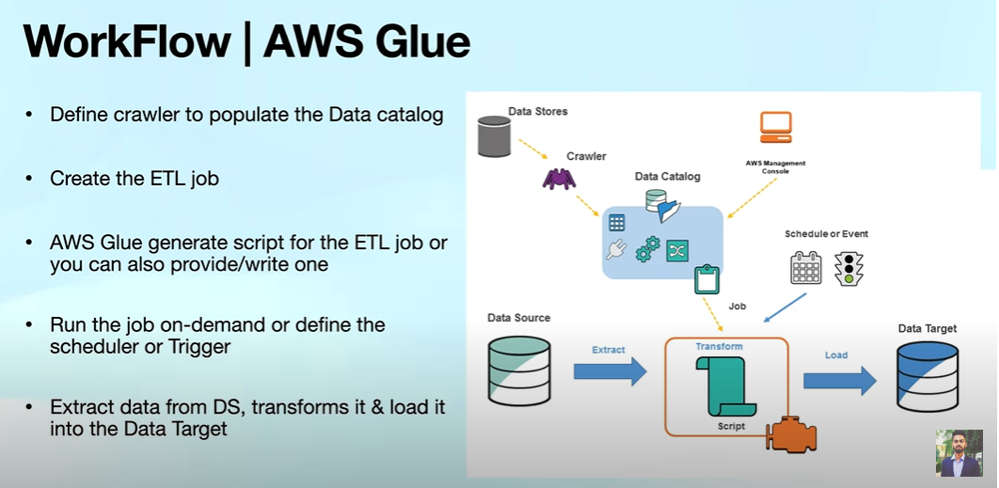 WorkFlow | AWS Glue
• Define crawler to populate the Data catalog
• Create the ETL job
• AWS Glue generate script for the ETL job or
you can also provide/write one
• Run the job on-demand or define the
scheduler or Trigger
• Extract data from DS, transforms it & load it
into the Data Target
Data Stores
Crawler
Data Catalog
AWS Management
Console
Schedule or Event
Job
Data Source
Extract
Transform
Script
Load
Data Target